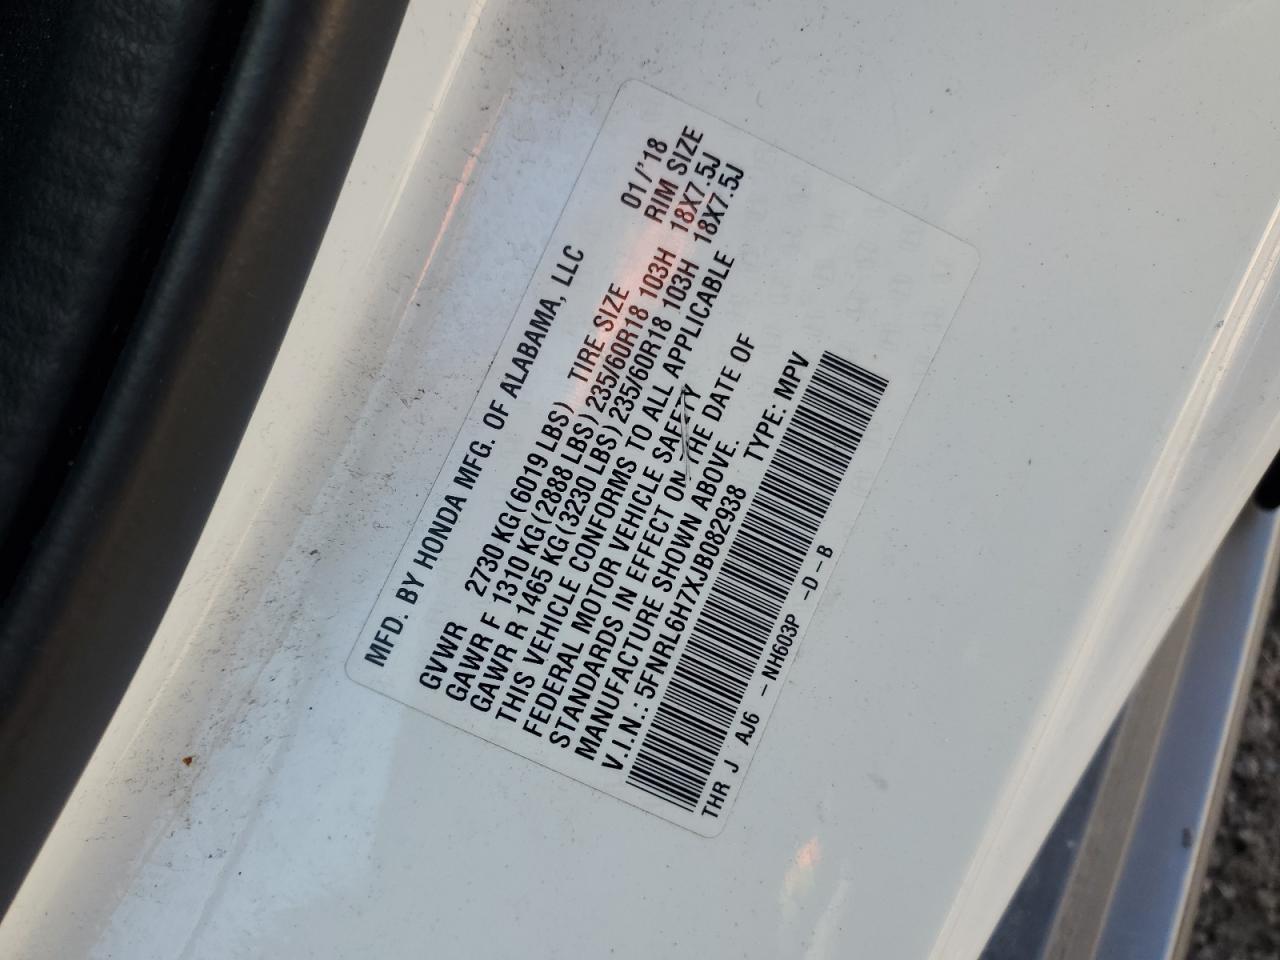 MFD. BY HONDA MFG. OF ALABAMA, LLC 01/'18
GVWR 2730 KG(6019 LBS) TIRE SIZE RIM SIZE
GAWR F 1310 KG(2888 LBS)235/60R18 103H 18X7.5J
GAWR R 1465 KG(3230 LBS)235/60R18 103H 18X7.5J
THIS VEHICLE CONFORMS TO ALL APPLICABLE
FEDERAL MOTOR VEHICLE SAFETY
STANDARDS IN EFFECT ON THE DATE OF
MANUFACTURE SHOWN ABOVE.
V.I.N.: 5FNRL6H7XJB082938 TYPE: MPV
THR J AJ6 - NH603P -D-B